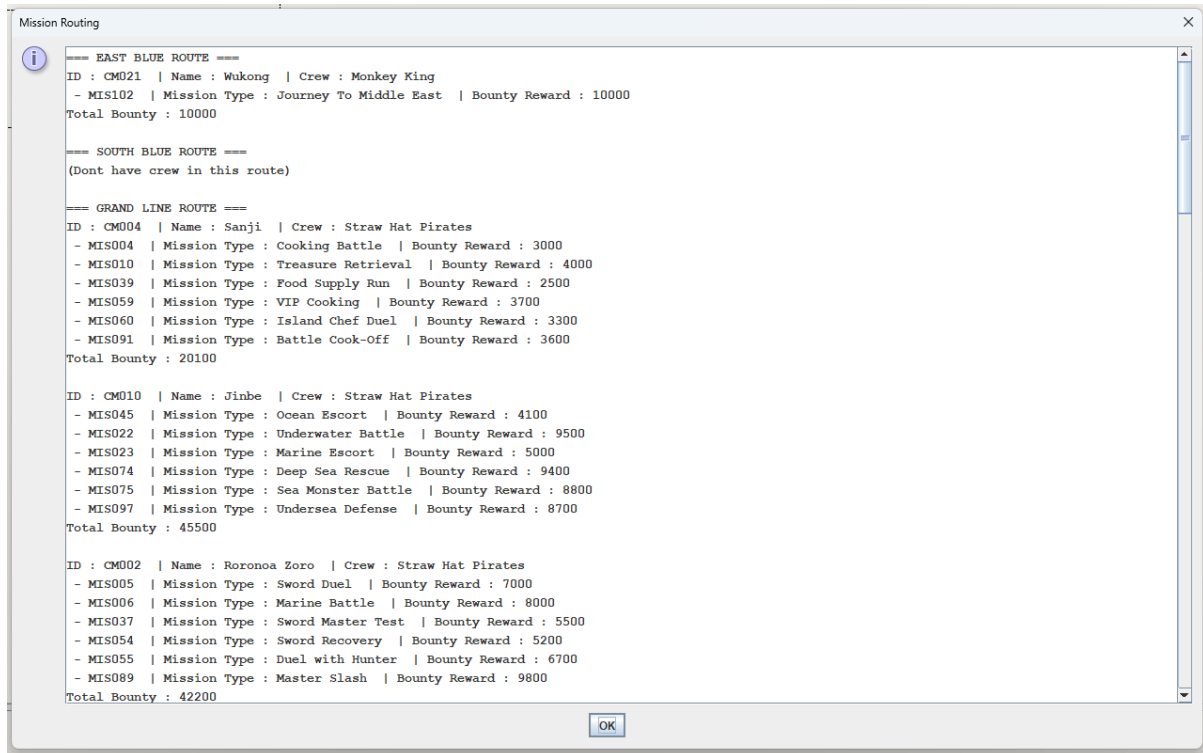 Mission Routing
=== EAST BLUE ROUTE ===
ID : CM021  | Name : Wukong  | Crew : Monkey King
 - MIS102  | Mission Type : Journey To Middle East  | Bounty Reward : 10000
Total Bounty : 10000
=== SOUTH BLUE ROUTE ===
(Dont have crew in this route)
=== GRAND LINE ROUTE ===
ID : CM004  | Name : Sanji  | Crew : Straw Hat Pirates
 - MIS004  | Mission Type : Cooking Battle  | Bounty Reward : 3000
 - MIS010  | Mission Type : Treasure Retrieval  | Bounty Reward : 4000
 - MIS039  | Mission Type : Food Supply Run  | Bounty Reward : 2500
 - MIS059  | Mission Type : VIP Cooking  | Bounty Reward : 3700
 - MIS060  | Mission Type : Island Chef Duel  | Bounty Reward : 3300
 - MIS091  | Mission Type : Battle Cook-Off  | Bounty Reward : 3600
Total Bounty : 20100
ID : CM010  | Name : Jinbe  | Crew : Straw Hat Pirates
 - MIS045  | Mission Type : Ocean Escort  | Bounty Reward : 4100
 - MIS022  | Mission Type : Underwater Battle  | Bounty Reward : 9500
 - MIS023  | Mission Type : Marine Escort  | Bounty Reward : 5000
 - MIS074  | Mission Type : Deep Sea Rescue  | Bounty Reward : 9400
 - MIS075  | Mission Type : Sea Monster Battle  | Bounty Reward : 8800
 - MIS097  | Mission Type : Undersea Defense  | Bounty Reward : 8700
Total Bounty : 45500
ID : CM002  | Name : Roronoa Zoro  | Crew : Straw Hat Pirates
 - MIS005  | Mission Type : Sword Duel  | Bounty Reward : 7000
 - MIS006  | Mission Type : Marine Battle  | Bounty Reward : 8000
 - MIS037  | Mission Type : Sword Master Test  | Bounty Reward : 5500
 - MIS054  | Mission Type : Sword Recovery  | Bounty Reward : 5200
 - MIS055  | Mission Type : Duel with Hunter  | Bounty Reward : 6700
 - MIS089  | Mission Type : Master Slash  | Bounty Reward : 9800
Total Bounty : 42200
OK